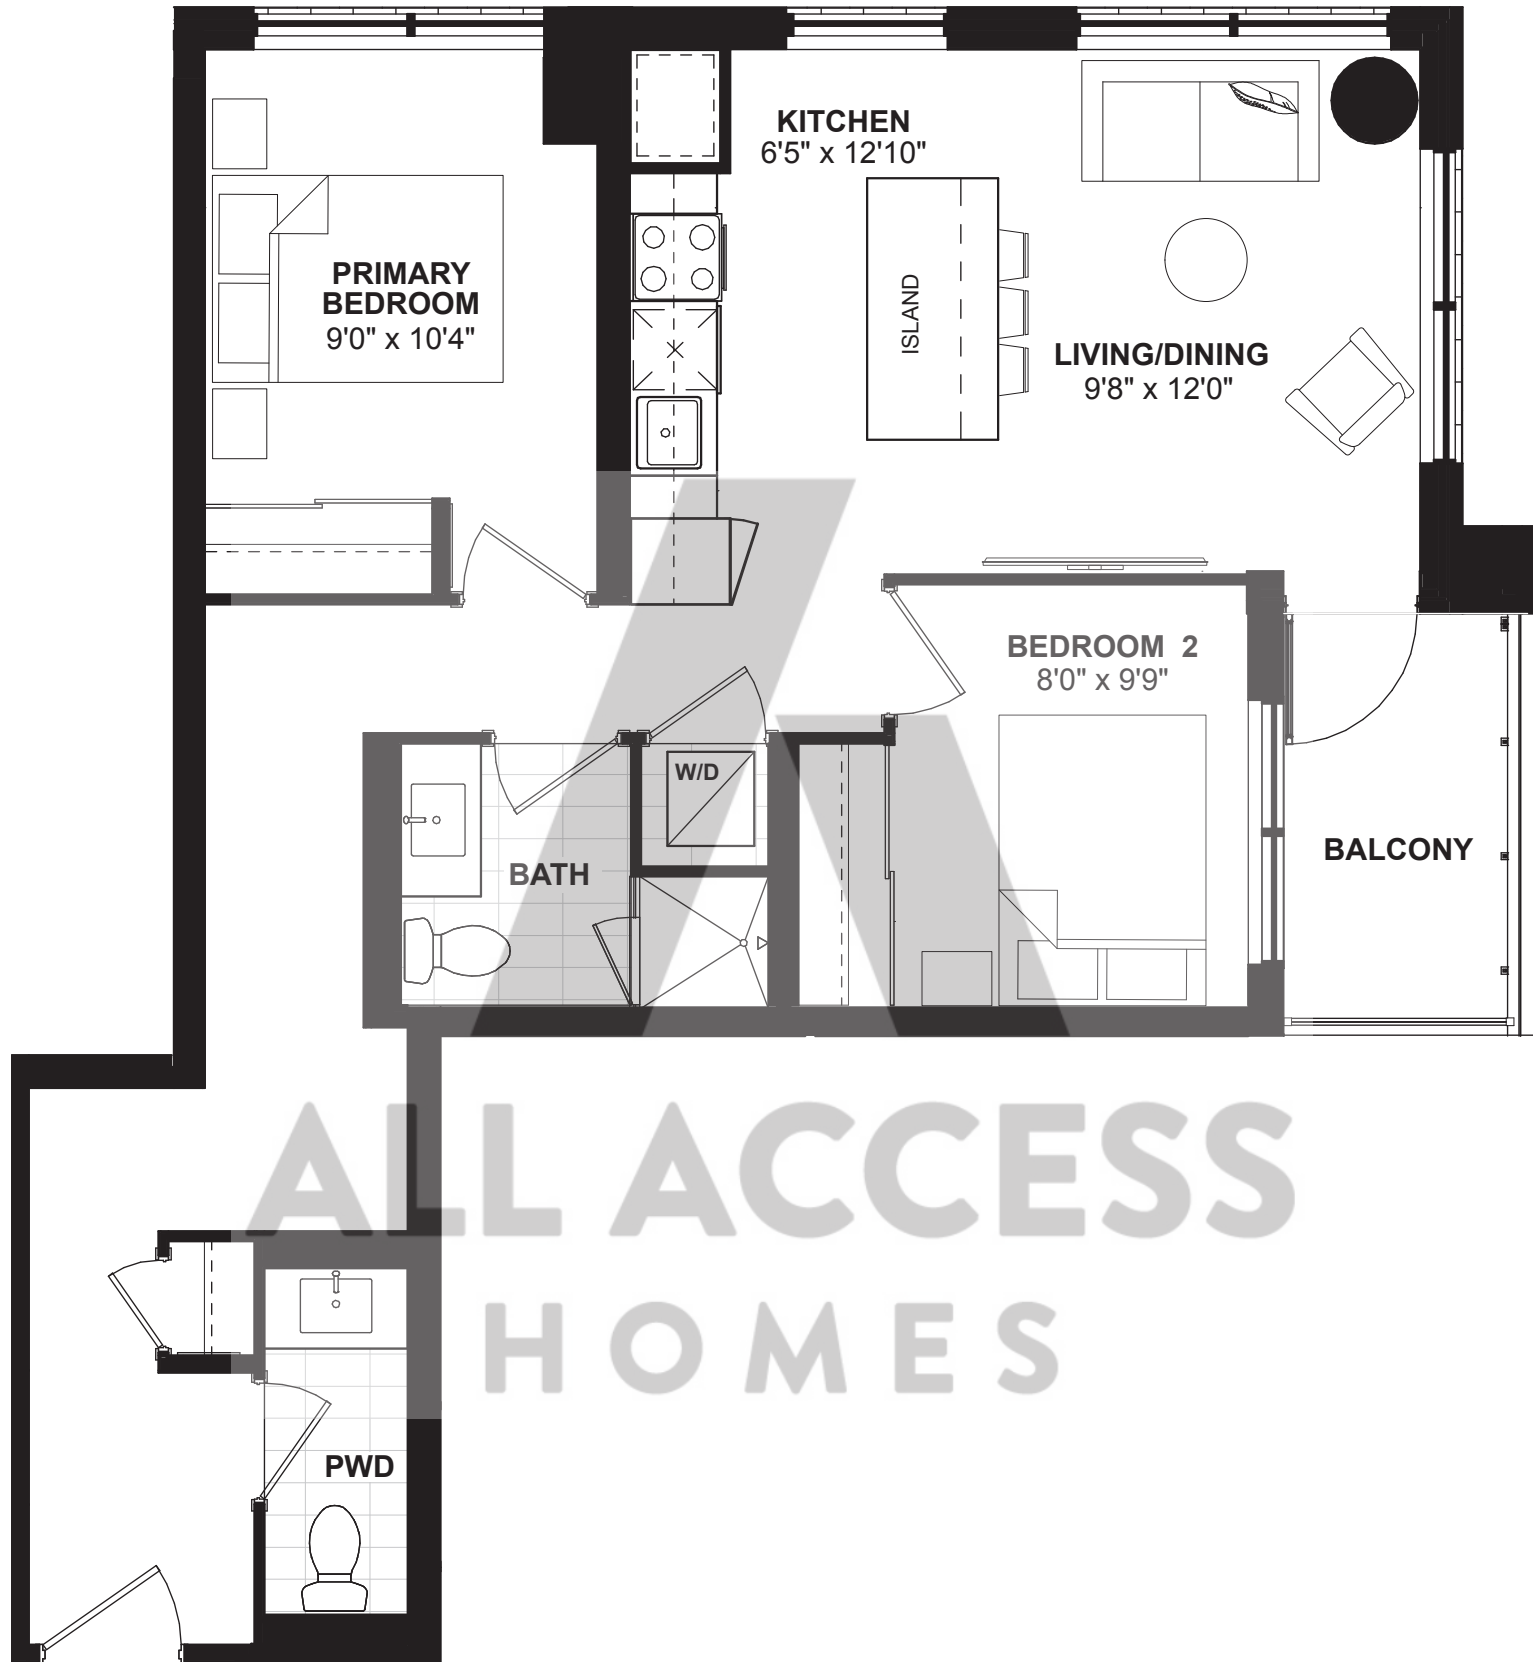 KITCHEN
6'5" x 12'10"
PRIMARY
BEDROOM
9'0" x 10'4"
ISLAND
LIVING/DINING
9'8" x 12'0"
BEDROOM 2
8'0" x 9'9"
W/D
BATH
BALCONY
ALL ACCESS
HOMES
PWD